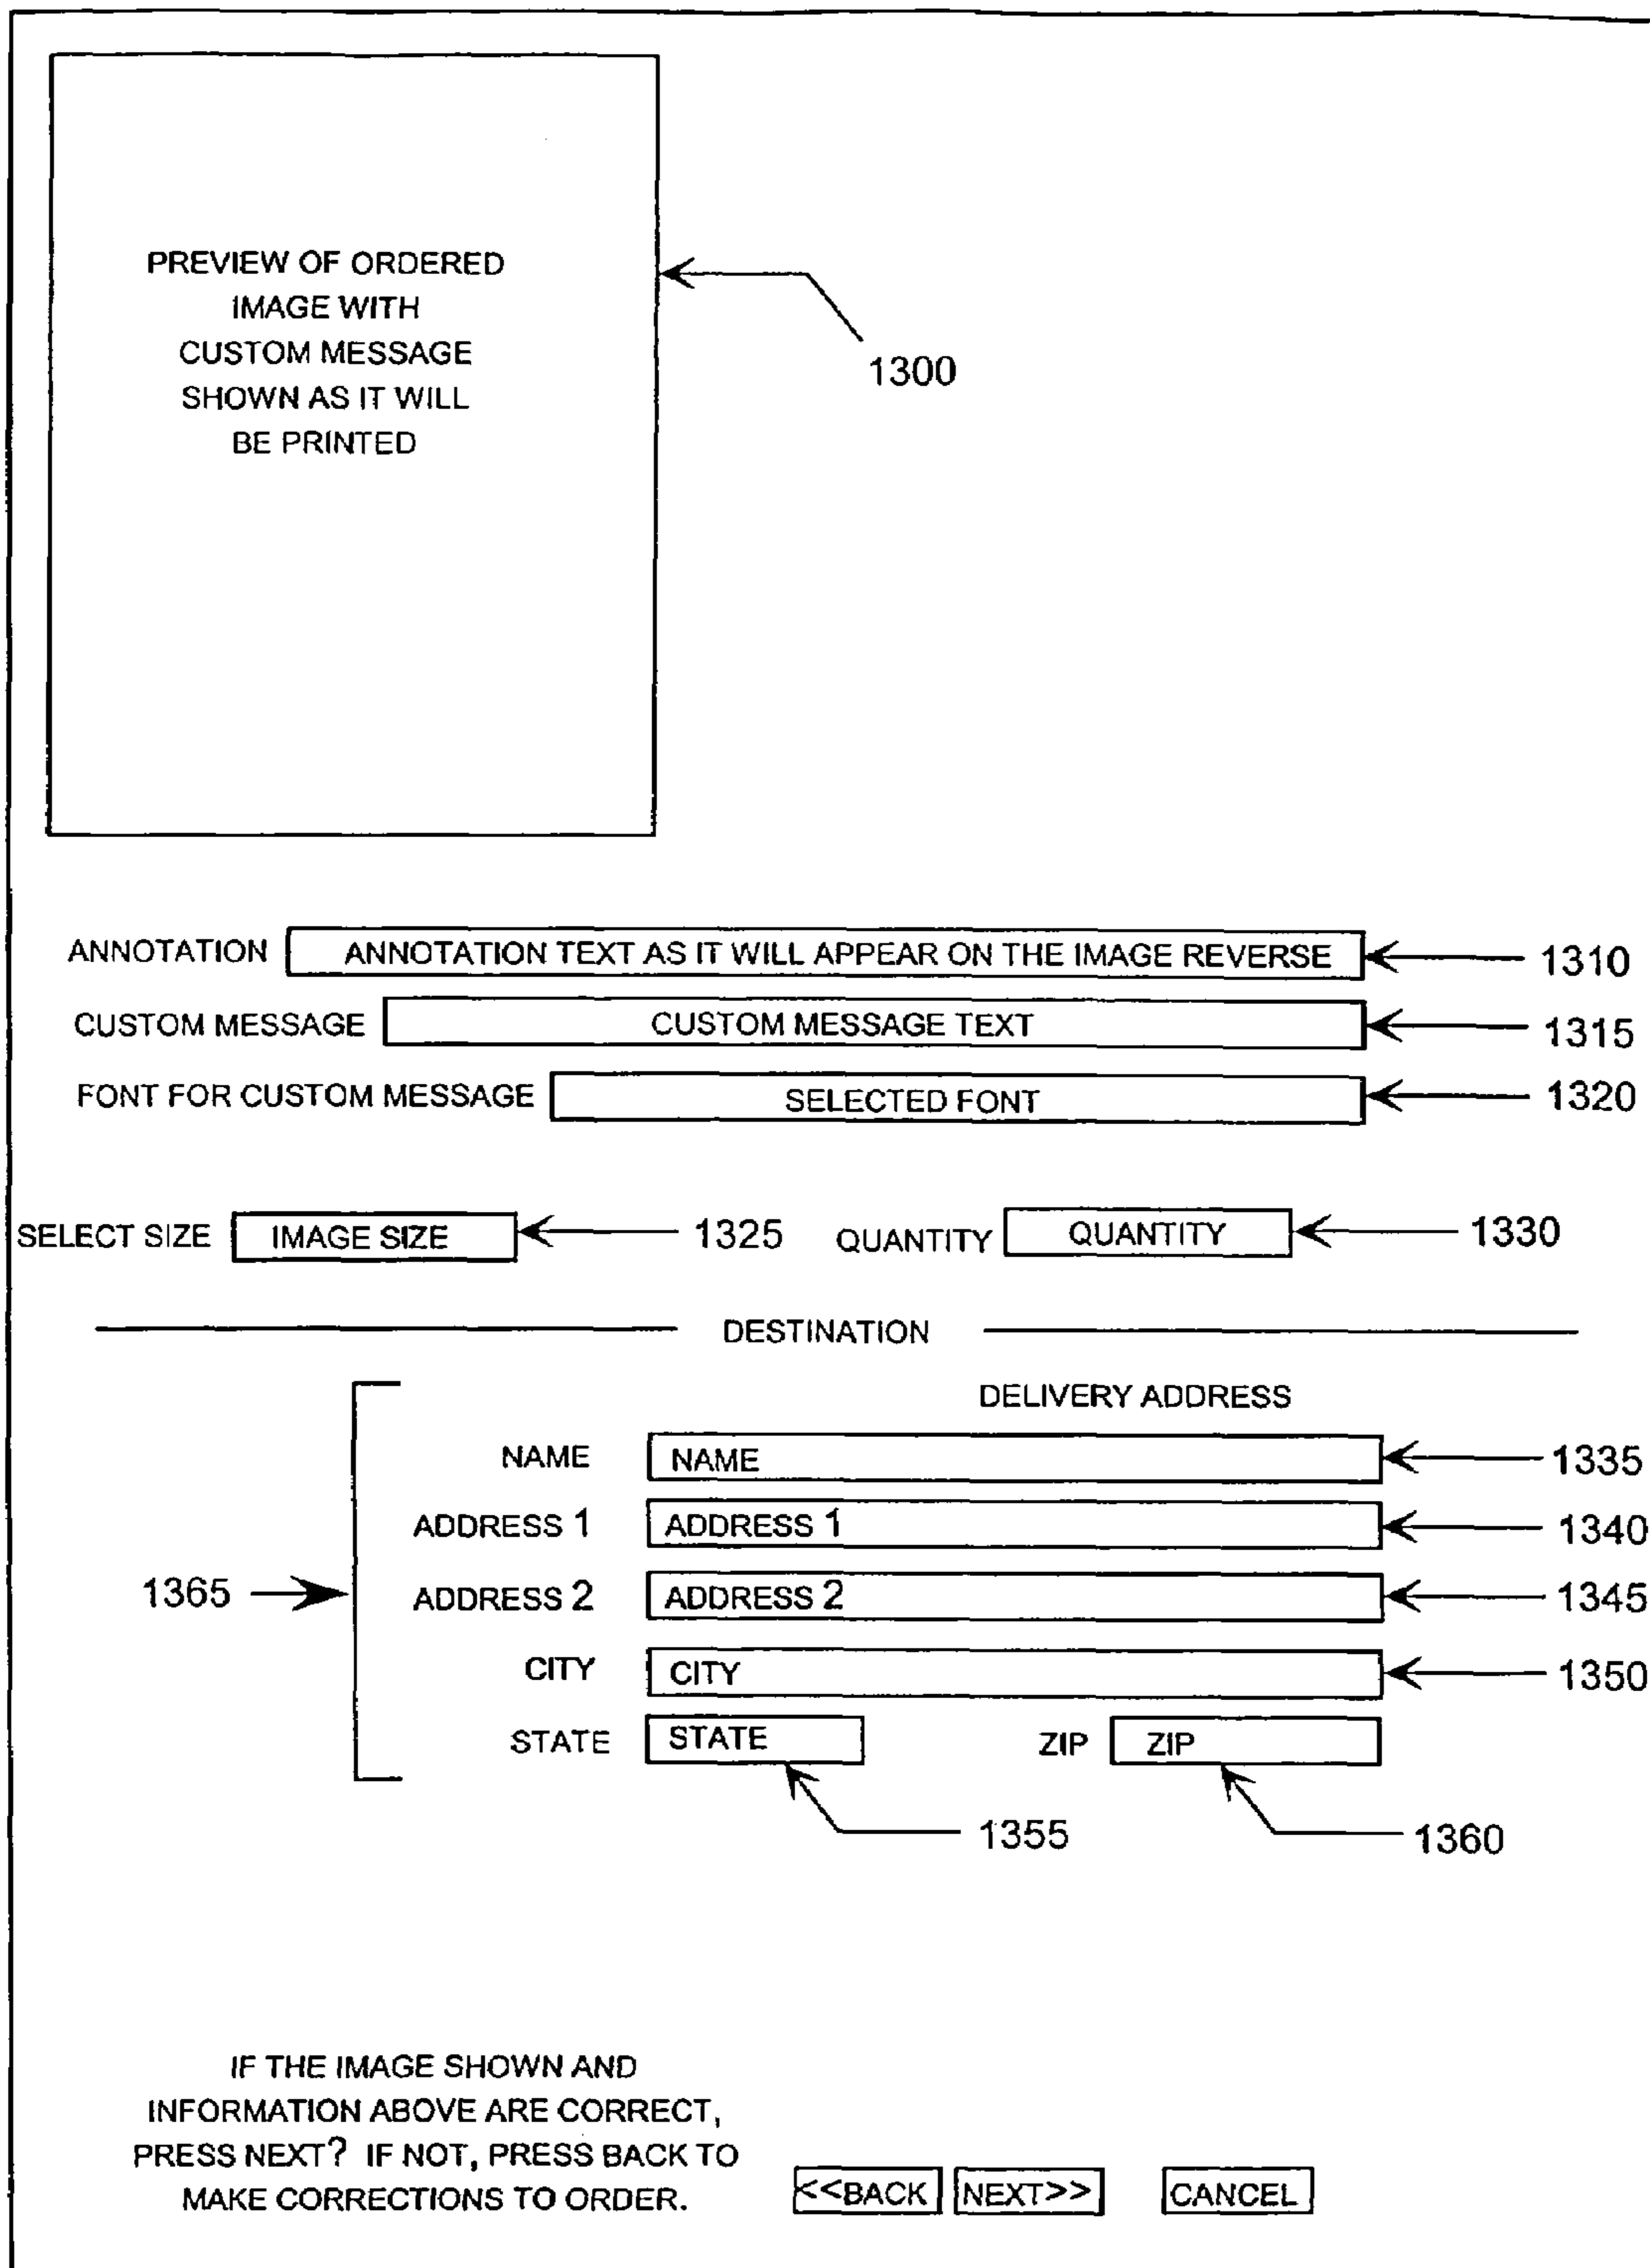 PREVIEW OF ORDERED
IMAGE WITH
CUSTOM MESSAGE
SHOWN AS IT WILL
BE PRINTED
1300
ANNOTATION ANNOTATION TEXT AS IT WILL APPEAR ON THE IMAGE REVERSE 1310
CUSTOM MESSAGE CUSTOM MESSAGE TEXT 1315
FONT FOR CUSTOM MESSAGE SELECTED FONT 1320
SELECT SIZE IMAGE SIZE 1325 QUANTITY QUANTITY 1330
DESTINATION
DELIVERY ADDRESS
NAME NAME 1335
ADDRESS 1 ADDRESS 1 1340
1365 ADDRESS 2 ADDRESS 2 1345
CITY CITY 1350
STATE STATE ZIP ZIP
1355 1360
IF THE IMAGE SHOWN AND
INFORMATION ABOVE ARE CORRECT,
PRESS NEXT? IF NOT, PRESS BACK TO
MAKE CORRECTIONS TO ORDER. <<BACK NEXT>> CANCEL